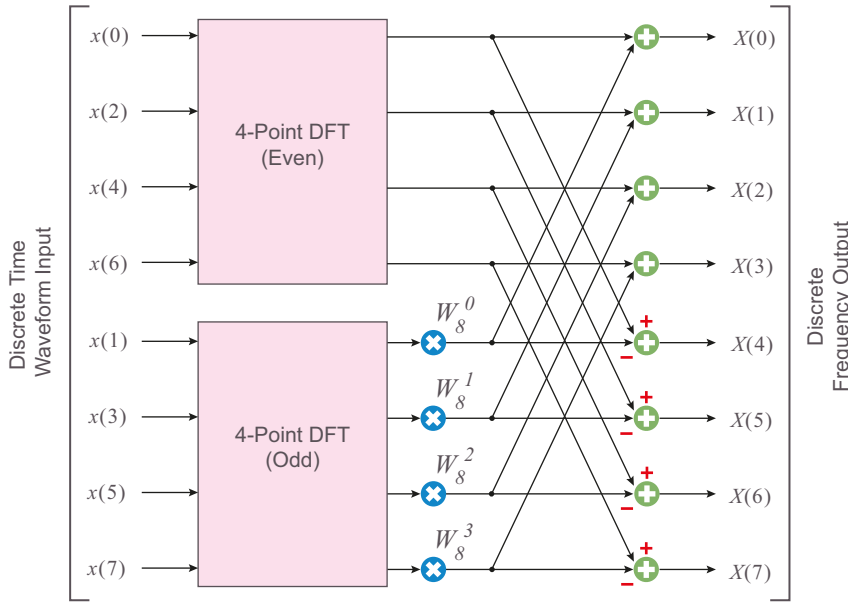 Discrete Time
Waveform Input
x(0)
x(2)
x(4)
x(6)
x(1)
x(3)
x(5)
x(7)
4-Point DFT
(Even)
4-Point DFT
(Odd)
W₈⁰
W₈¹
W₈²
W₈³
+
−
+
−
+
−
+
−
X(0)
X(1)
X(2)
X(3)
X(4)
X(5)
X(6)
X(7)
Discrete
Frequency Output